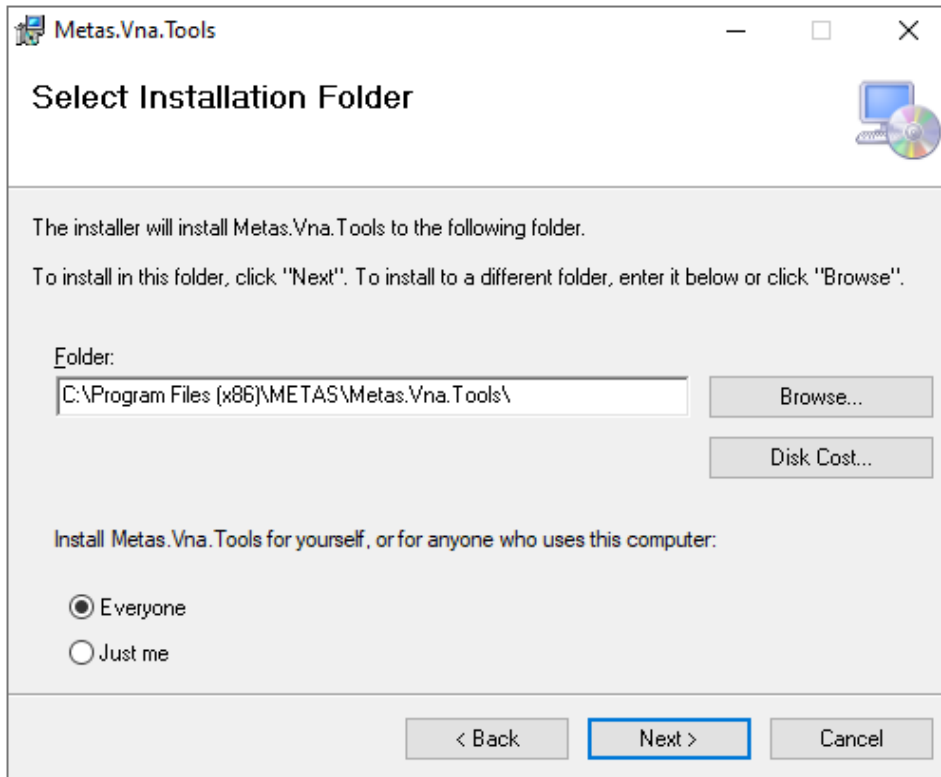 Metas.Vna.Tools
Select Installation Folder
The installer will install Metas.Vna.Tools to the following folder.
To install in this folder, click "Next". To install to a different folder, enter it below or click "Browse".
Folder:
C:\Program Files (x86)\METAS\Metas.Vna.Tools\
Browse...
Disk Cost...
Install Metas.Vna.Tools for yourself, or for anyone who uses this computer:
Everyone
Just me
< Back
Next >
Cancel